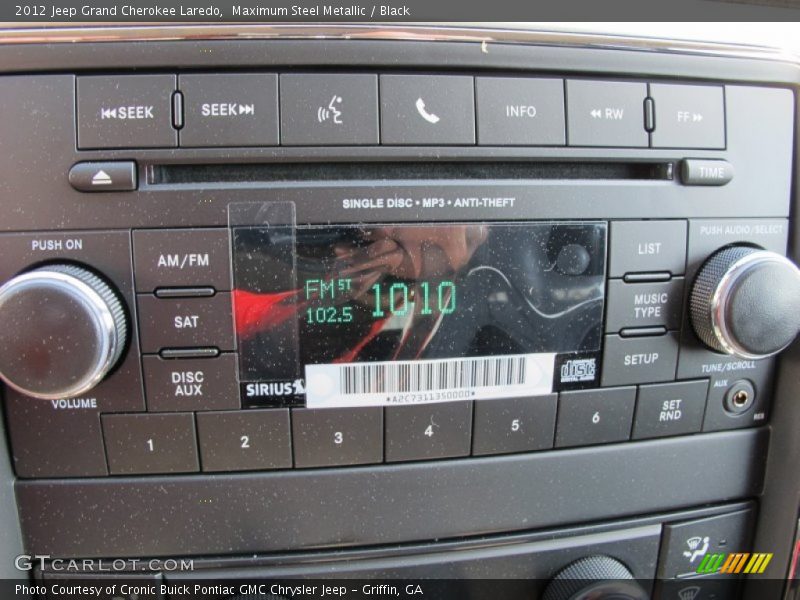 2012 Jeep Grand Cherokee Laredo,  Maximum Steel Metallic / Black
SEEK SEEK INFO RW FF
TIME
SINGLE DISC • MP3 • ANTI-THEFT
PUSH ON
PUSH AUDIO/SELECT
AM/FM
LIST
FM ST 10:10
102.5
MUSIC
TYPE
SAT
SETUP
TUNE/SCROLL
DISC
AUX
SIRIUS
*A2C7311350000*
disc
VOLUME
AUX
1 2 3 4 5 6
SET
RND
GTCARLOT.COM
Photo Courtesy of Cronic Buick Pontiac GMC Chrysler Jeep - Griffin, GA